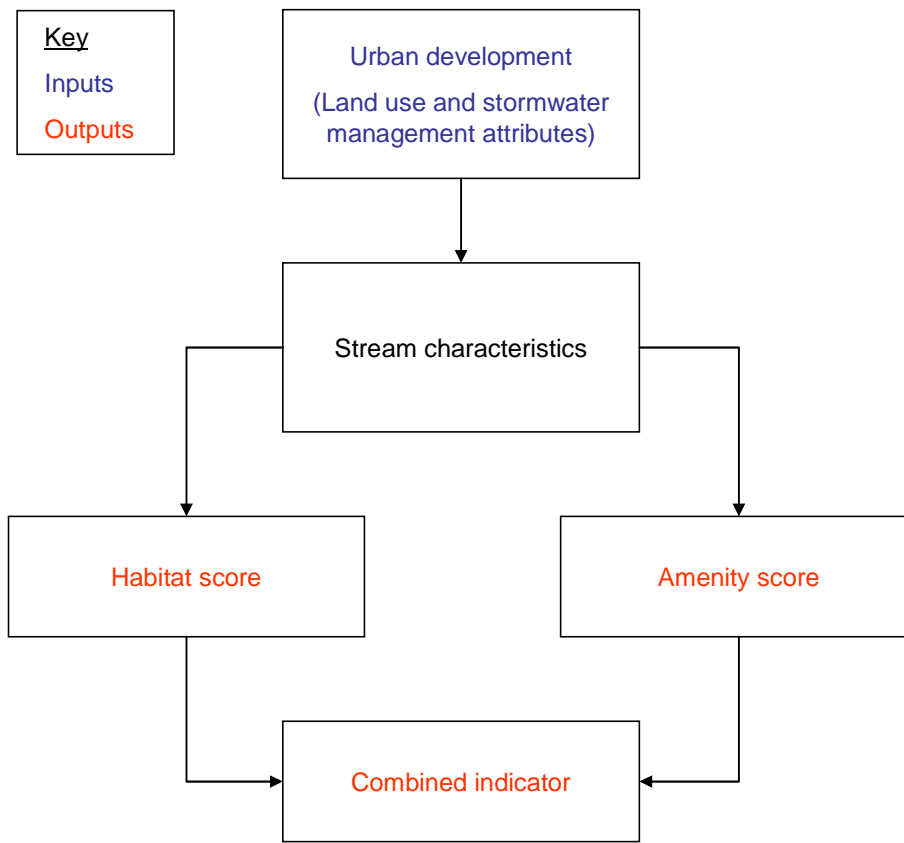 Key
Inputs
Outputs
Urban development
(Land use and stormwater
management attributes)
Stream characteristics
Habitat score
Amenity score
Combined indicator